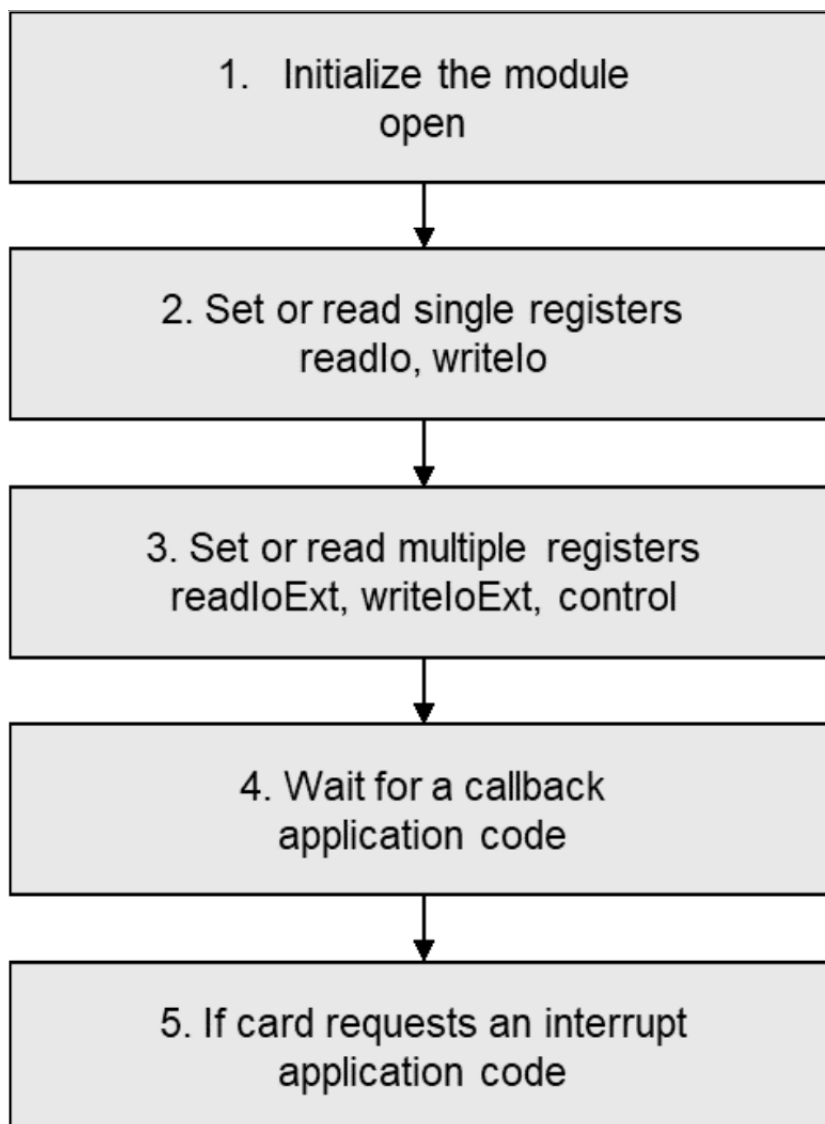 1. Initialize the module
open
2. Set or read single registers
readIo, writeIo
3. Set or read multiple registers
readIoExt, writeIoExt, control
4. Wait for a callback
application code
5. If card requests an interrupt
application code